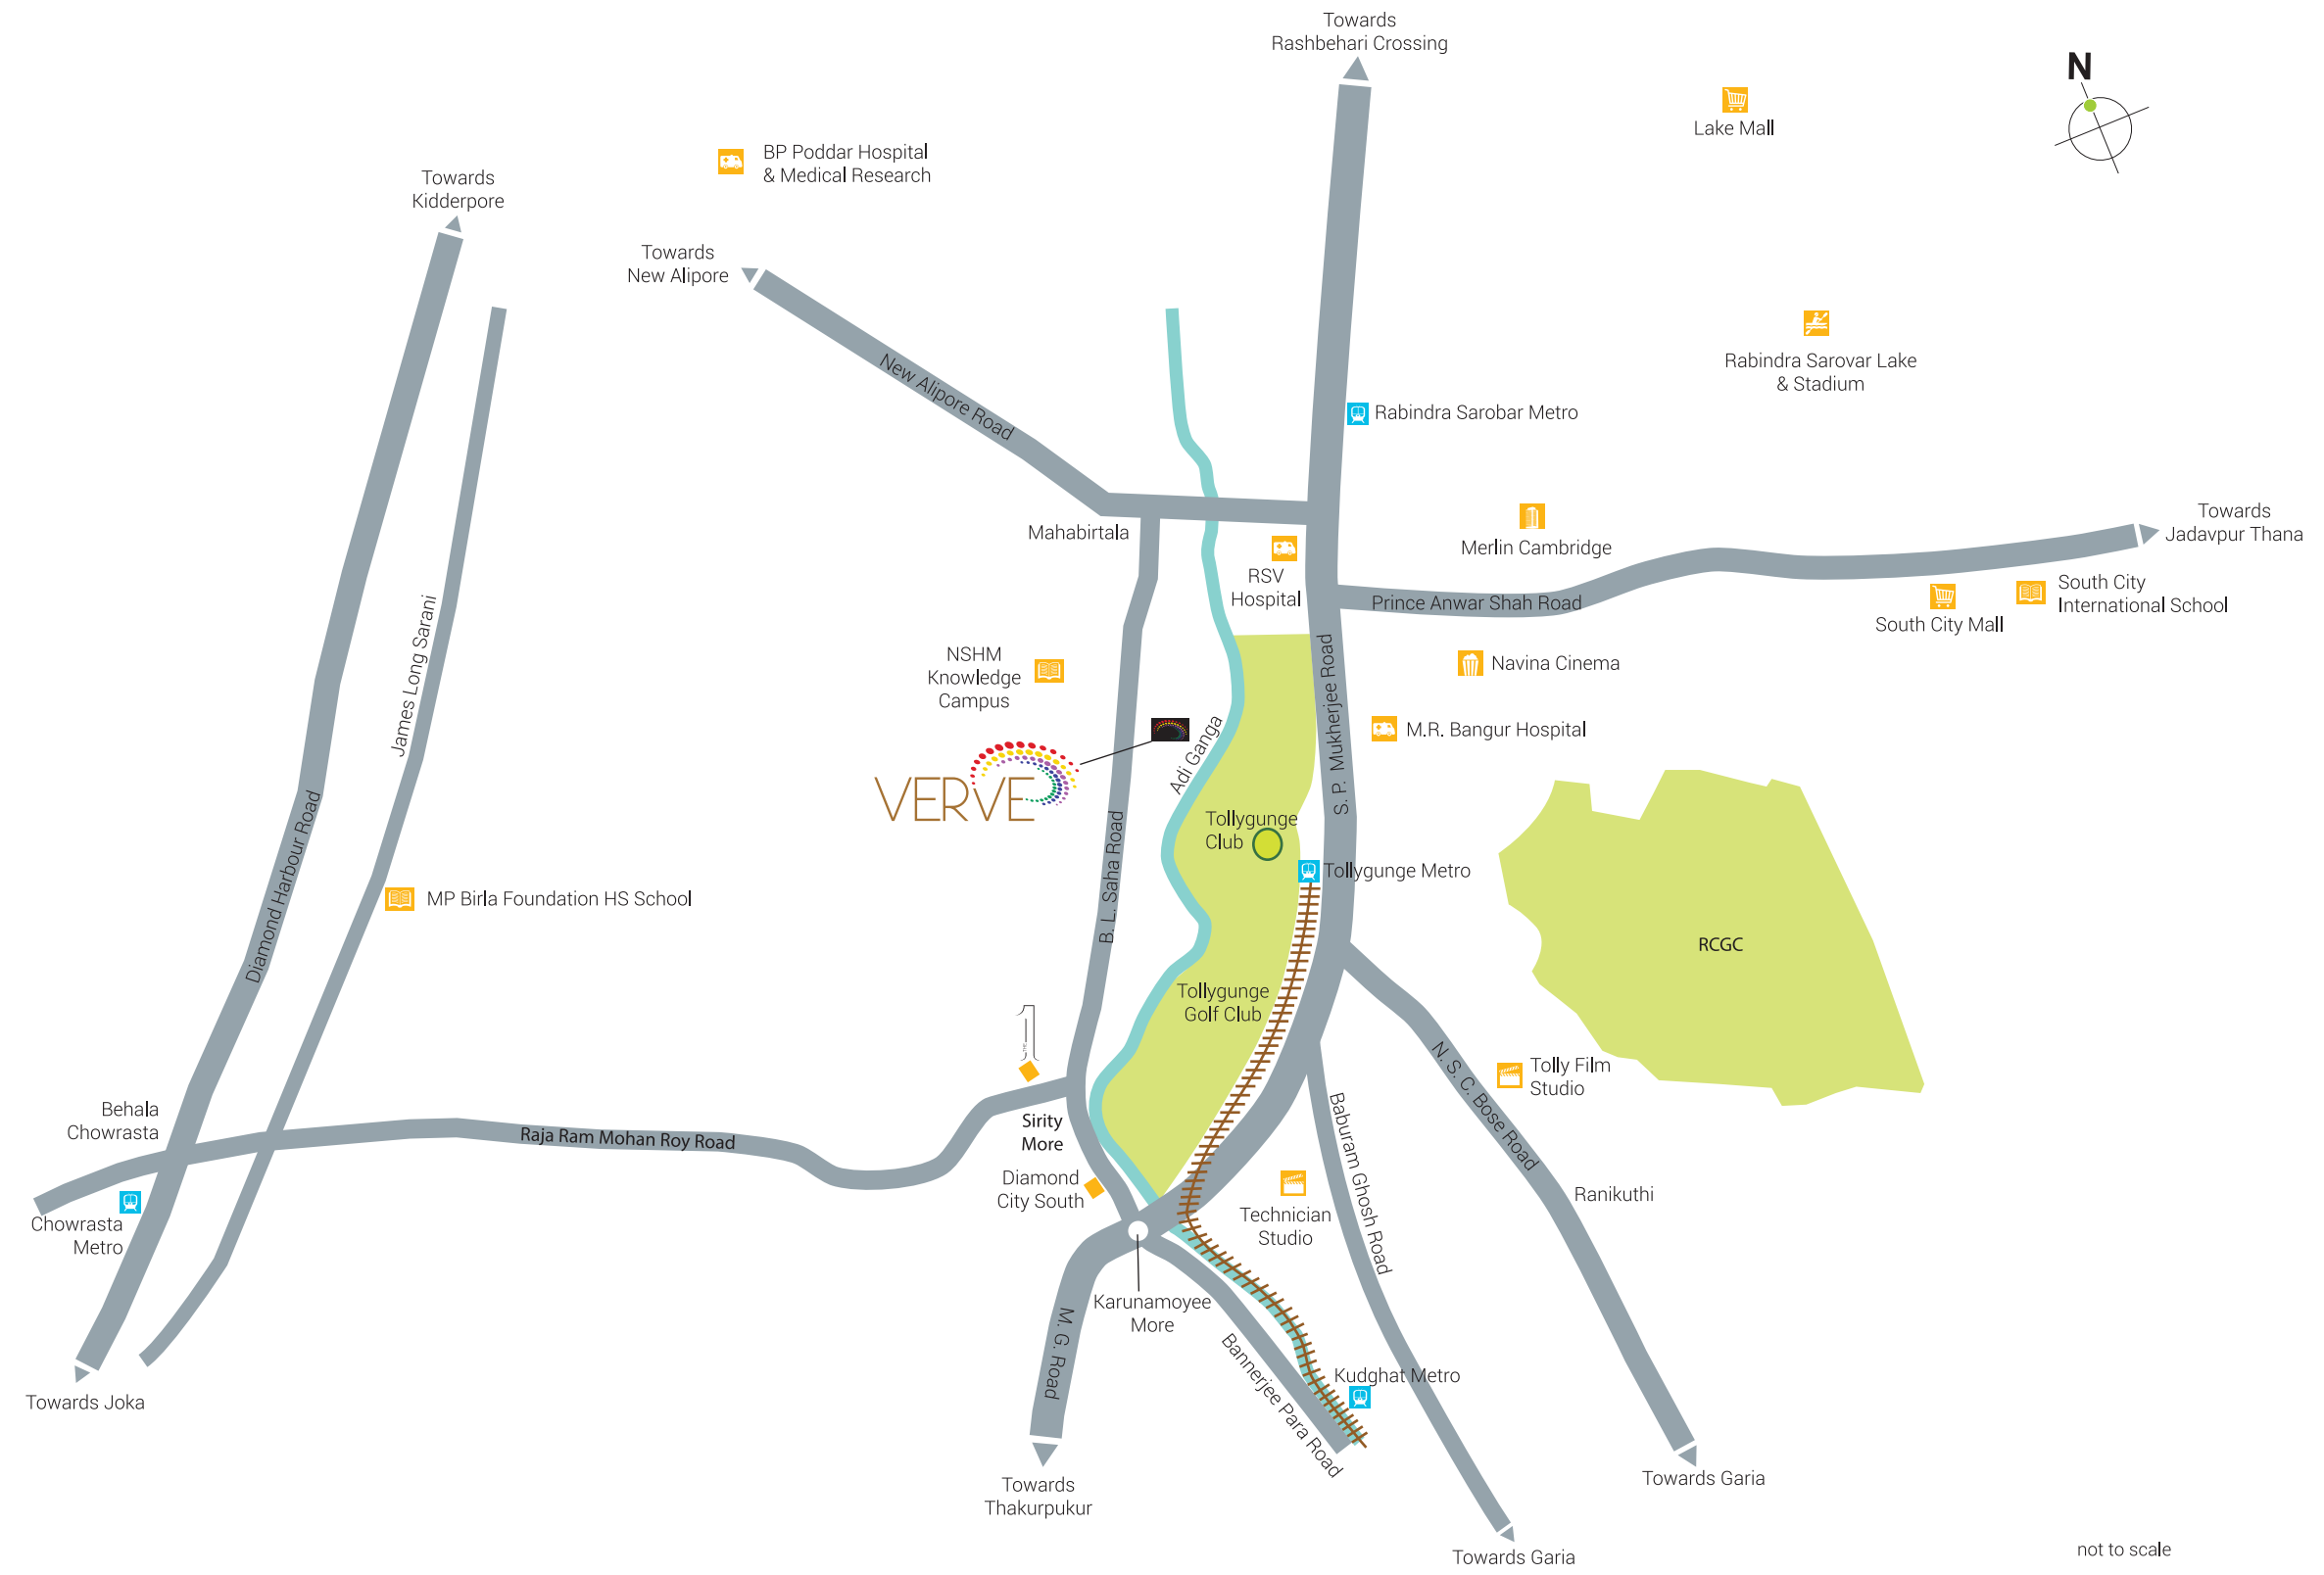 Towards
Rashbehari Crossing
N
Lake Mall
BP Poddar Hospital
& Medical Research
Towards
Kidderpore
Towards
New Alipore
New Alipore Road
Rabindra Sarovar Lake
& Stadium
Rabindra Sarobar Metro
Mahabirtala
Merlin Cambridge
Towards
Jadavpur Thana
RSV
Hospital
Prince Anwar Shah Road
South City
International School
South City Mall
James Long Sarani
NSHM
Knowledge
Campus
S. P. Mukherjee Road
Navina Cinema
M.R. Bangur Hospital
Adi Ganga
VERVE
Diamond Harbour Road
B. L. Saha Road
Tollygunge
Club
Tollygunge Metro
MP Birla Foundation HS School
RCGC
Tollygunge
Golf Club
THE
1
N. S. C. Bose Road
Tolly Film
Studio
Behala
Chowrasta
Raja Ram Mohan Roy Road
Sirity
More
Baburam Ghosh Road
Diamond
City South
Technician
Studio
Ranikuthi
Chowrasta
Metro
Karunamoyee
More
M. G. Road
Bannerjee Para Road
Kudghat Metro
Towards Joka
Towards
Thakurpukur
Towards Garia
Towards Garia
not to scale